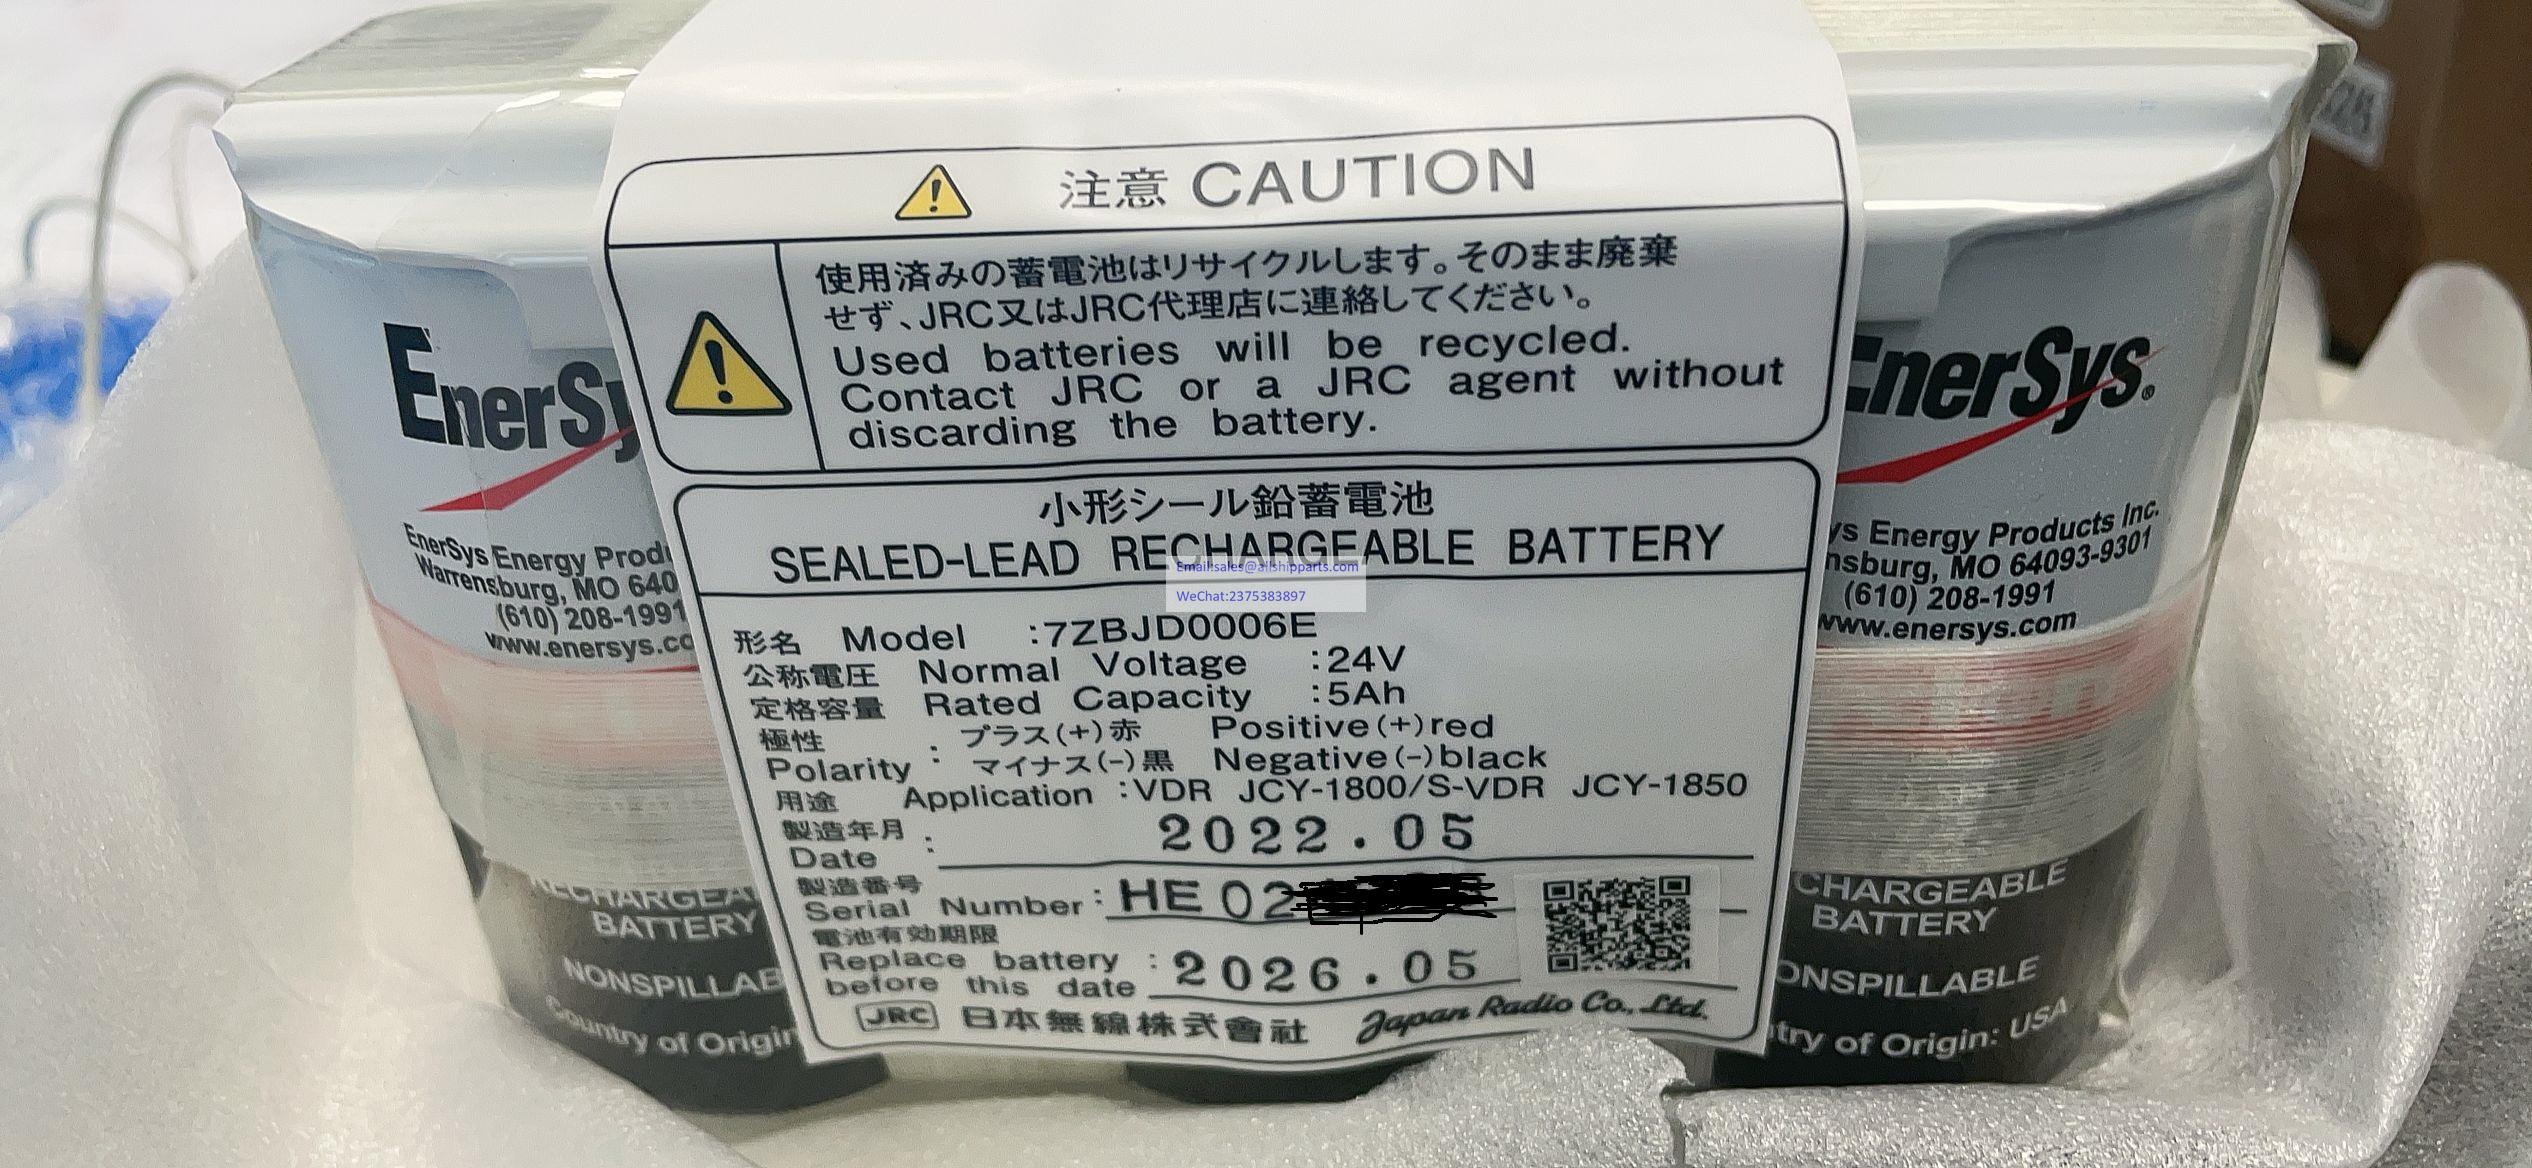 注意 CAUTION
使用済みの蓄電池はリサイクルします。そのまま廃棄
せず、JRC又はJRC代理店に連絡してください。
Used batteries will be recycled.
Contact JRC or a JRC agent without
discarding the battery.
小形シール鉛蓄電池
SEALED-LEAD RECHARGEABLE BATTERY
Email:sales@allshipparts.com
WeChat:2375383897
形名 Model :7ZBJD0006E
公称電圧 Normal Voltage :24V
定格容量 Rated Capacity :5Ah
極性 プラス(+)赤 Positive(+)red
Polarity : マイナス(-)黒 Negative(-)black
用途 Application :VDR JCY-1800/S-VDR JCY-1850
製造年月
Date : 2022.05
製造番号
Serial Number : HE 02
電池有効期限
Replace battery : 2026.05
before this date
JRC 日本無線株式會社 Japan Radio Co., Ltd.
EnerSy
EnerSys Energy Produ
Warrensburg, MO 640
(610) 208-1991
www.enersys.co
RECHARGEA
BATTERY
NONSPILLAB
Country of Origin
EnerSys®
ys Energy Products Inc.
nsburg, MO 64093-9301
(610) 208-1991
www.enersys.com
CHARGEABLE
BATTERY
ONSPILLABLE
try of Origin: USA